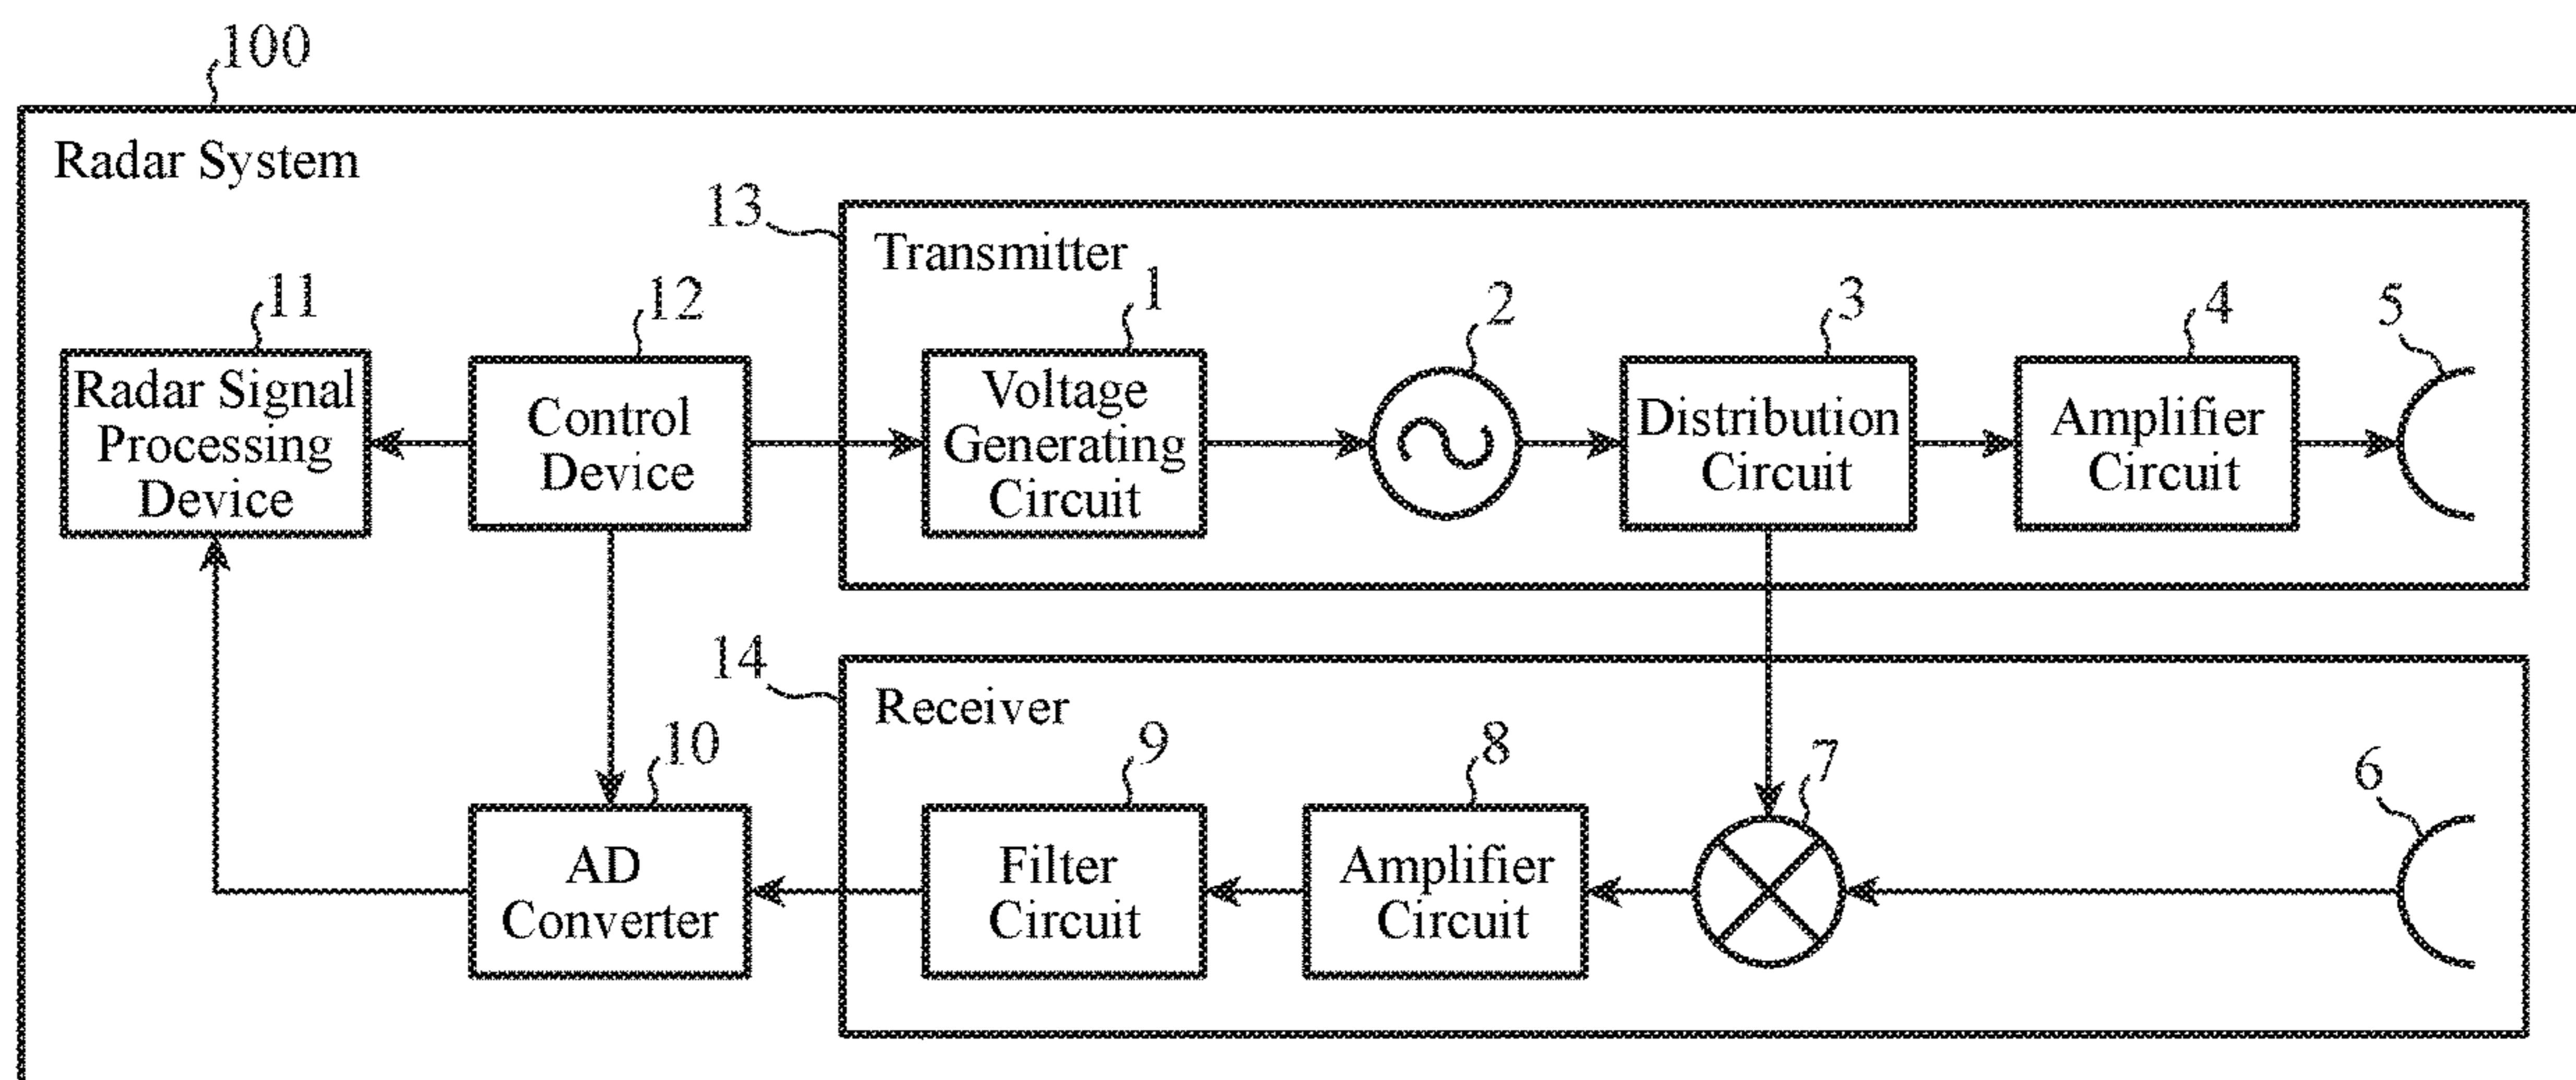 100
Radar System
13
Transmitter
11
12
1
2
3
4
5
Radar Signal
Processing
Device
Control
Device
Voltage
Generating
Circuit
Distribution
Circuit
Amplifier
Circuit
14
Receiver
10
9
8
7
6
AD
Converter
Filter
Circuit
Amplifier
Circuit